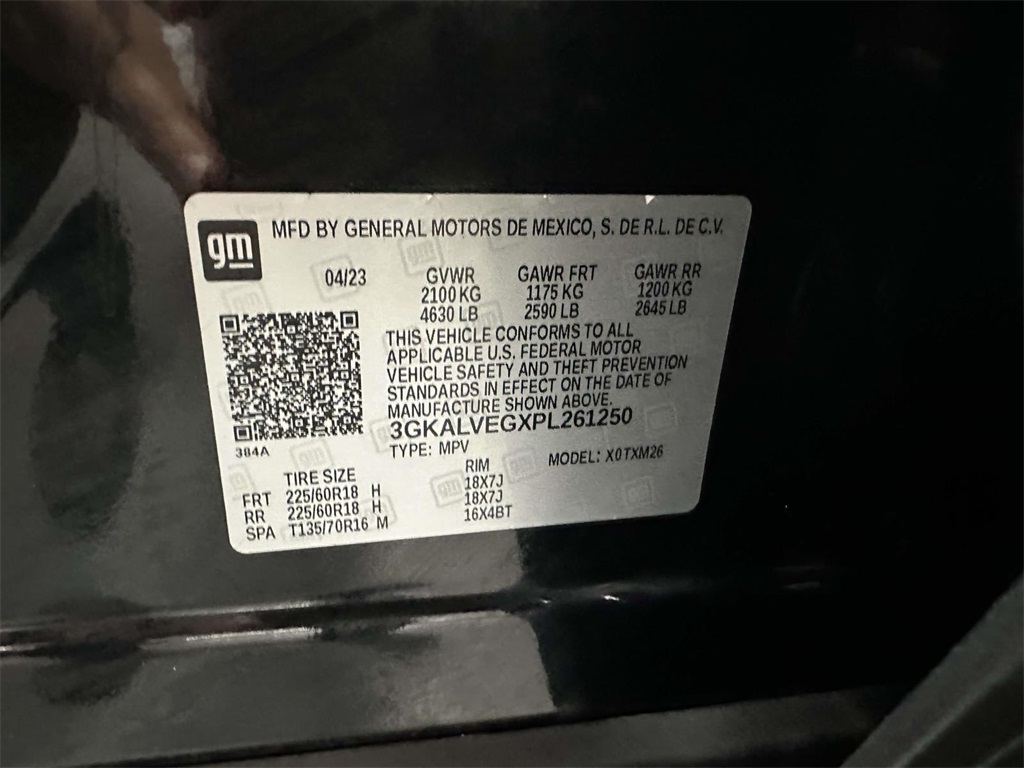 gm
MFD BY GENERAL MOTORS DE MEXICO, S. DE R.L. DE C.V.
04/23 GVWR GAWR FRT GAWR RR
2100 KG 1175 KG 1200 KG
4630 LB 2590 LB 2645 LB
THIS VEHICLE CONFORMS TO ALL
APPLICABLE U.S. FEDERAL MOTOR
VEHICLE SAFETY AND THEFT PREVENTION
STANDARDS IN EFFECT ON THE DATE OF
MANUFACTURE SHOWN ABOVE.
3GKALVEGXPL261250
384A
TYPE: MPV MODEL: X0TXM26
TIRE SIZE RIM
FRT 225/60R18 H 18X7J
RR 225/60R18 H 18X7J
SPA T135/70R16 M 16X4BT